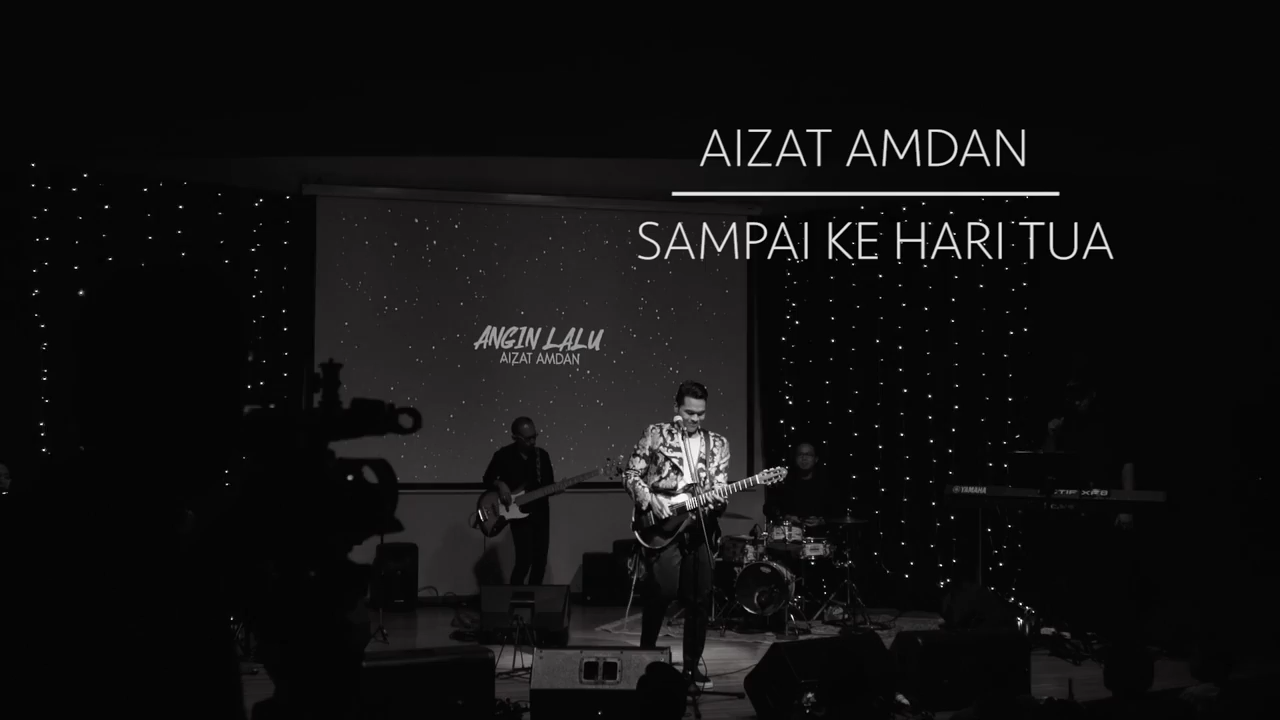 AIZAT AMDAN
SAMPAI KE HARI TUA
ANGIN LALU
AIZAT AMDAN
YAMAHA